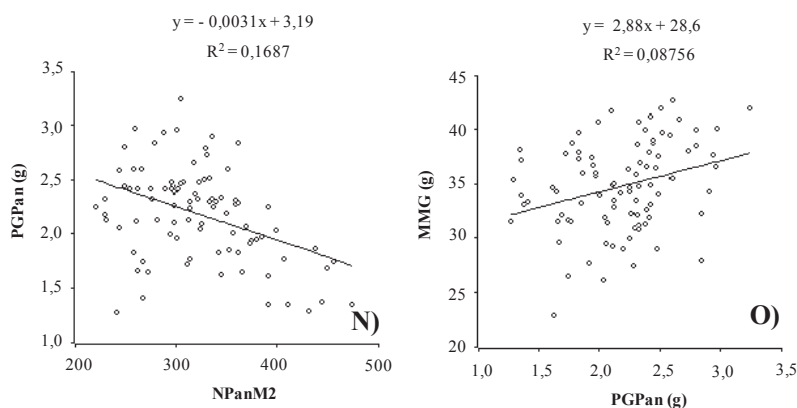 y = - 0,0031x + 3,19
R² = 0,1687
3,5
3,0
2,5
2,0
1,5
1,0
PGPan (g)
200 300 400 500
NPanM2
N)
y = 2,88x + 28,6
R² = 0,08756
45
40
35
30
25
20
MMG (g)
1,0 1,5 2,0 2,5 3,0 3,5
PGPan (g)
O)